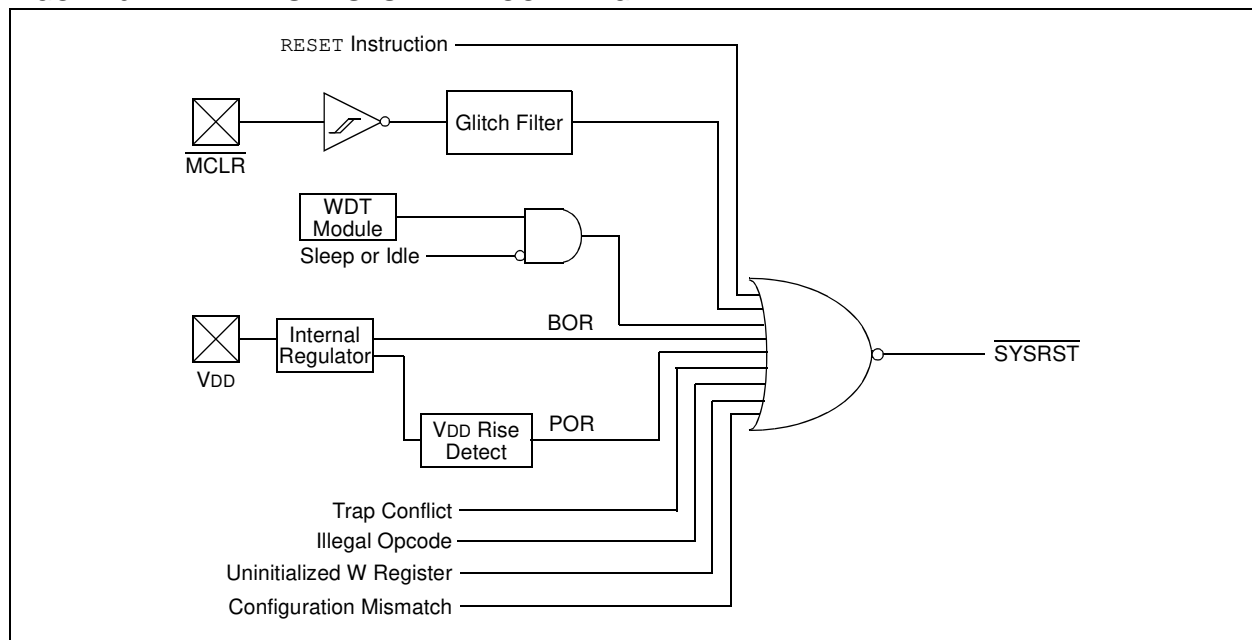 RESET Instruction
Glitch Filter
MCLR
WDT
Module
Sleep or Idle
BOR
Internal
Regulator
SYSRST
VDD
POR
VDD Rise
Detect
Trap Conflict
Illegal Opcode
Uninitialized W Register
Configuration Mismatch